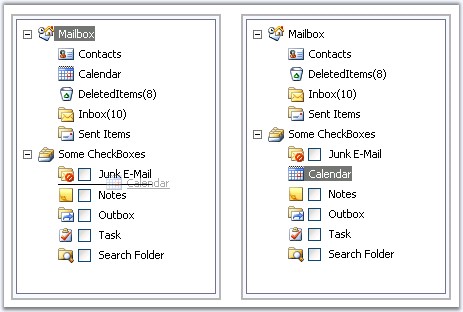 Mailbox
Contacts
Calendar
DeletedItems(8)
Inbox(10)
Sent Items
Some CheckBoxes
Junk E-Mail
Calendar
Notes
Outbox
Task
Search Folder
Mailbox
Contacts
DeletedItems(8)
Inbox(10)
Sent Items
Some CheckBoxes
Junk E-Mail
Calendar
Notes
Outbox
Task
Search Folder